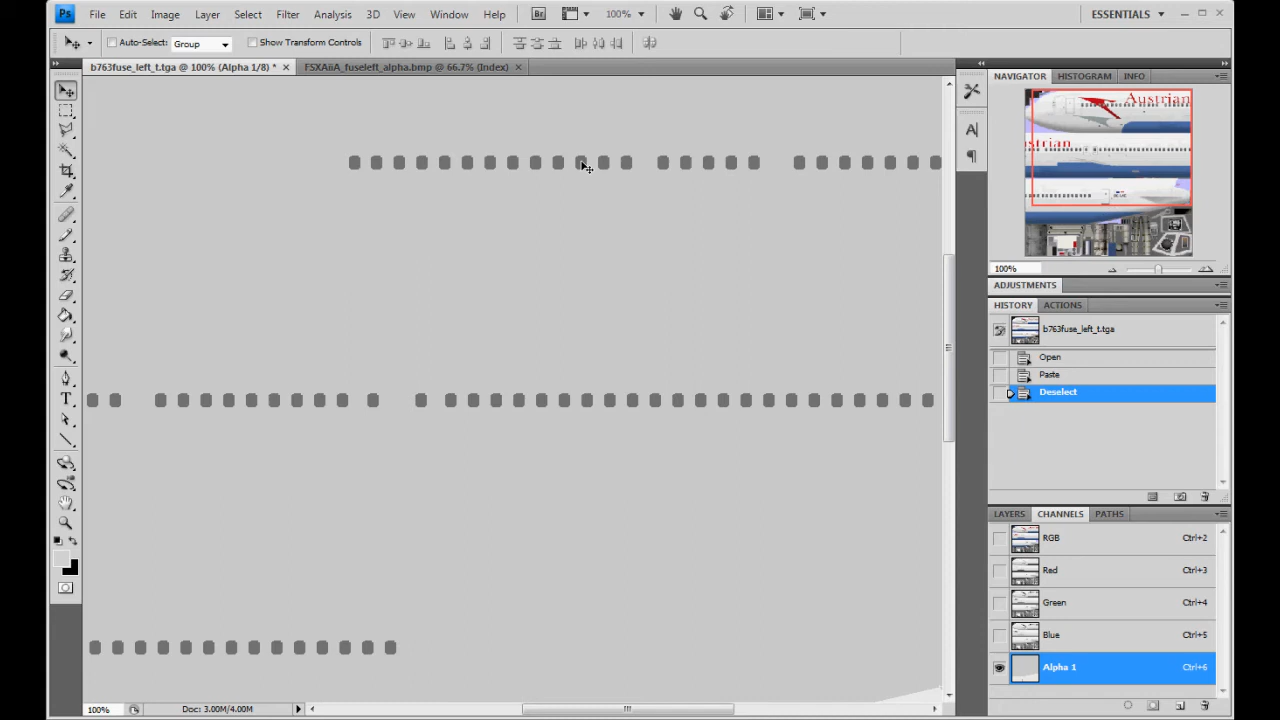 Ps File Edit Image Layer Select Filter Analysis 3D View Window Help Br 100% ESSENTIALS
Auto-Select: Group Show Transform Controls
b763fuse_left_t.tga @ 100% (Alpha 1/8) * × FSXAiiA_fuseleft_alpha.bmp @ 66.7% (Index) ×
NAVIGATOR HISTOGRAM INFO
Austrian
100%
ADJUSTMENTS
HISTORY ACTIONS
b763fuse_left_t.tga
Open
Paste
Deselect
LAYERS CHANNELS PATHS
RGB Ctrl+2
Red Ctrl+3
Green Ctrl+4
Blue Ctrl+5
Alpha 1 Ctrl+6
100% Doc: 3.00M/4.00M